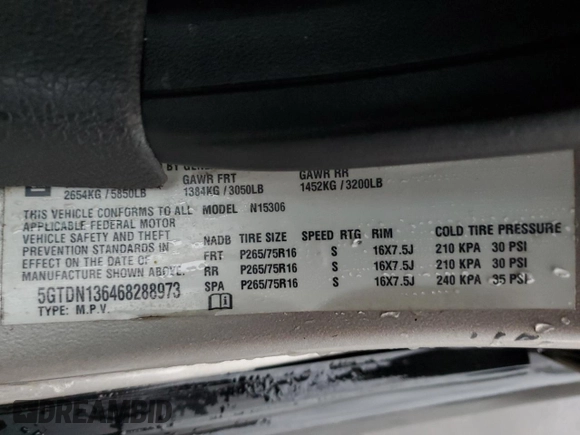 BY GENE
GAWR FRT GAWR RR
2654KG / 5850LB 1384KG / 3050LB 1452KG / 3200LB
THIS VEHICLE CONFORMS TO ALL MODEL N15306
APPLICABLE FEDERAL MOTOR
VEHICLE SAFETY AND THEFT
PREVENTION STANDARDS IN
EFFECT ON THE DATE OF
MANUFACTURE SHOWN ABOVE.
NADB TIRE SIZE SPEED RTG RIM COLD TIRE PRESSURE
FRT P265/75R16 S 16X7.5J 210 KPA 30 PSI
RR P265/75R16 S 16X7.5J 210 KPA 30 PSI
SPA P265/75R16 S 16X7.5J 240 KPA 35 PSI
5GTDN136468288973
TYPE: M.P.V.
DREAMBID